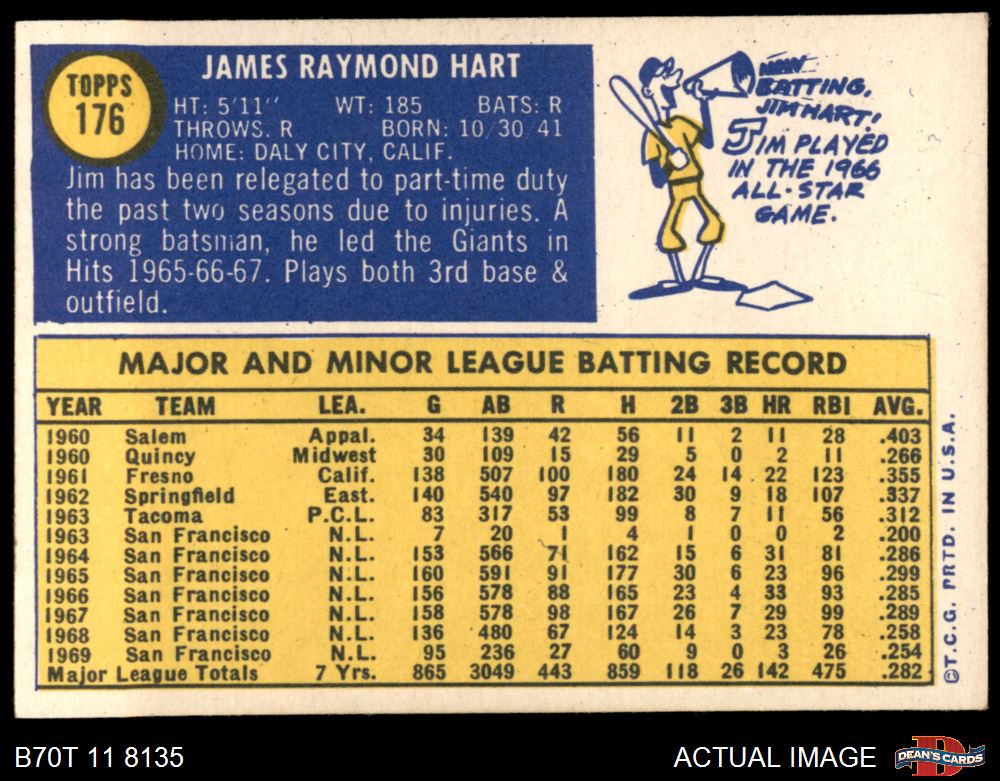 TOPPS
176
JAMES RAYMOND HART
HT: 5'11" WT: 185 BATS: R
THROWS. R BORN: 10/30 41
HOME: DALY CITY, CALIF.
Jim has been relegated to part-time duty
the past two seasons due to injuries. A
strong batsman, he led the Giants in
Hits 1965-66-67. Plays both 3rd base &
outfield.
NOW
BATTING,
JIM HART!
JIM PLAYED
IN THE 1966
ALL-STAR
GAME.
MAJOR AND MINOR LEAGUE BATTING RECORD
YEAR TEAM LEA. G AB R H 2B 3B HR RBI AVG.
1960 Salem Appal. 34 139 42 56 11 2 11 28 .403
1960 Quincy Midwest 30 109 15 29 5 0 2 11 .266
1961 Fresno Calif. 138 507 100 180 24 14 22 123 .355
1962 Springfield East. 140 540 97 182 30 9 18 107 .337
1963 Tacoma P.C.L. 83 317 53 99 8 7 11 56 .312
1963 San Francisco N.L. 7 20 1 4 1 0 0 2 .200
1964 San Francisco N.L. 153 566 71 162 15 6 31 81 .286
1965 San Francisco N.L. 160 591 91 177 30 6 23 96 .299
1966 San Francisco N.L. 156 578 88 165 23 4 33 93 .285
1967 San Francisco N.L. 158 578 98 167 26 7 29 99 .289
1968 San Francisco N.L. 136 480 67 124 14 3 23 78 .258
1969 San Francisco N.L. 95 236 27 60 9 0 3 26 .254
Major League Totals 7 Yrs. 865 3049 443 859 118 26 142 475 .282
©T.C.G. PRTD. IN U.S.A.
B70T 11 8135
ACTUAL IMAGE
DEAN'S CARDS